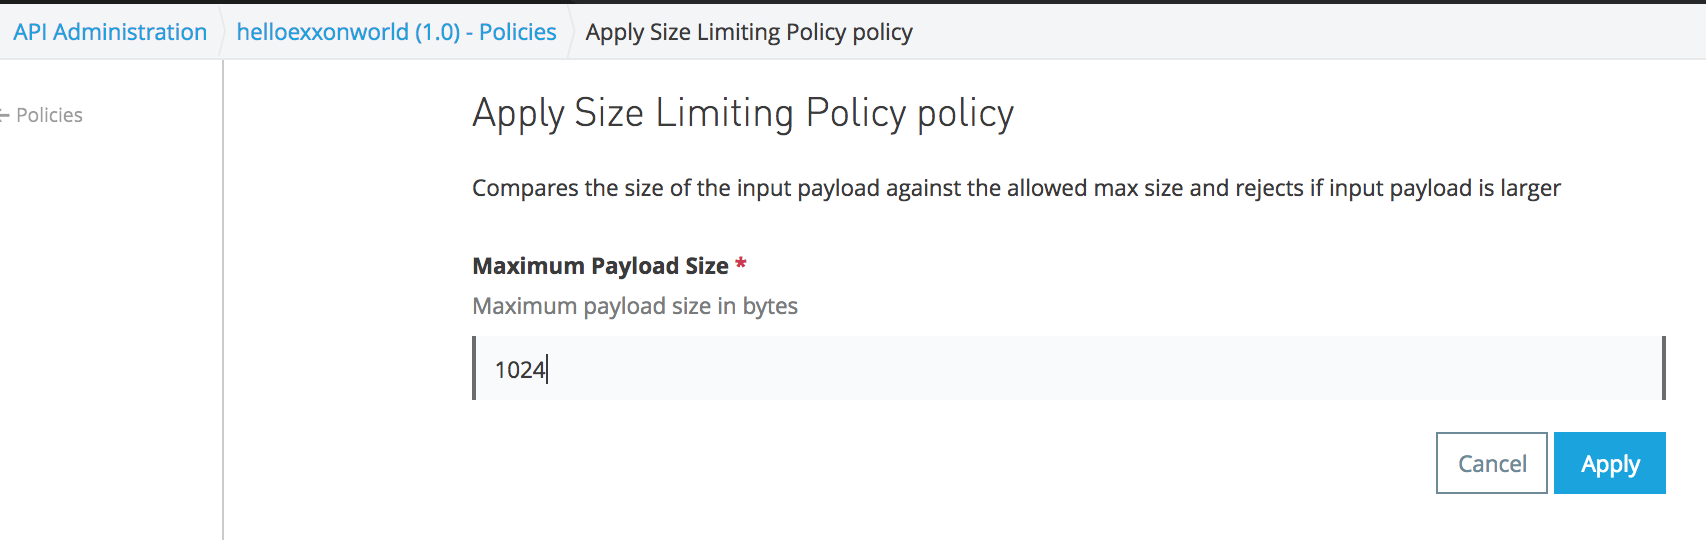 API Administration helloexxonworld (1.0) - Policies Apply Size Limiting Policy policy
← Policies
Apply Size Limiting Policy policy
Compares the size of the input payload against the allowed max size and rejects if input payload is larger
Maximum Payload Size *
Maximum payload size in bytes
1024
Cancel Apply